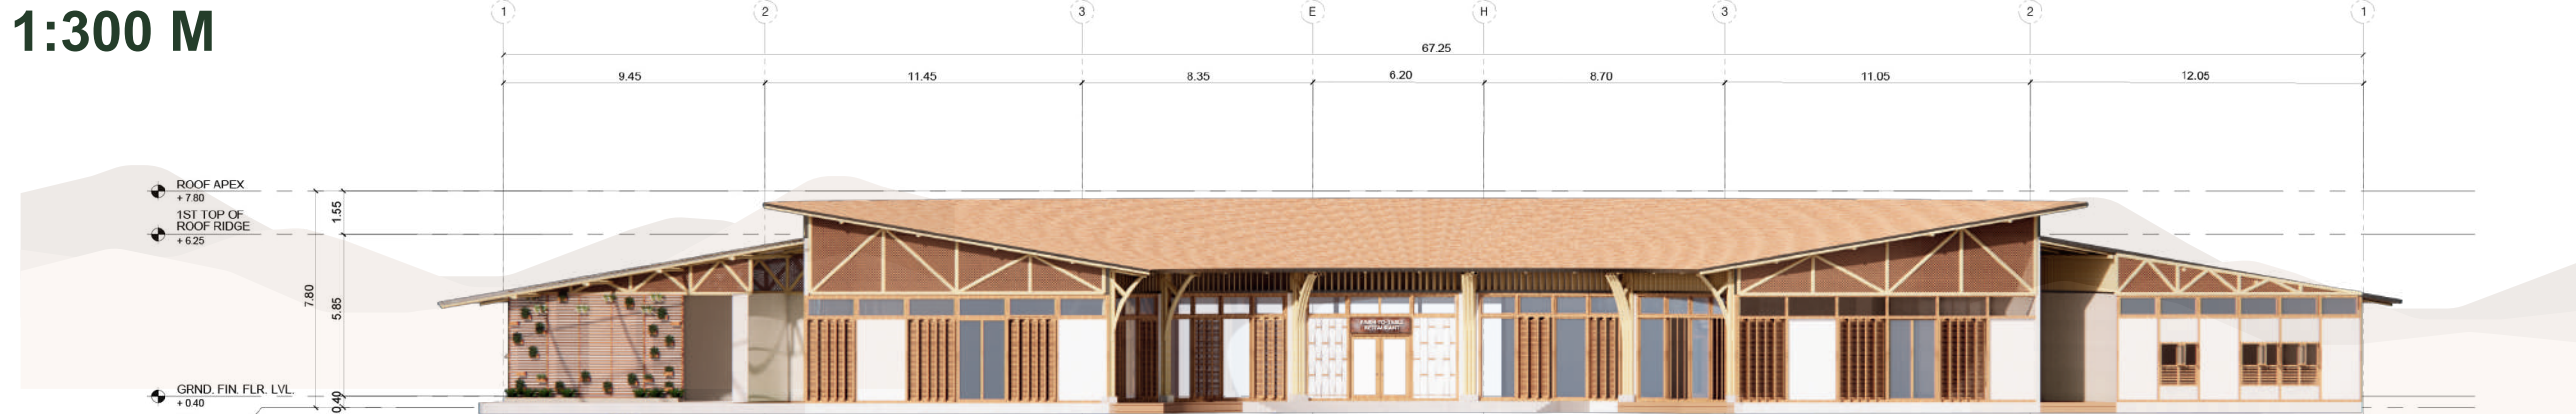 1:300 M
1 2 3 E H 3 2 1
67.25
9.45 11.45 8.35 6.20 8.70 11.05 12.05
ROOF APEX
+ 7.80
1ST TOP OF
ROOF RIDGE
+ 6.25
1.55
7.80
5.85
GRND. FIN. FLR. LVL.
+ 0.40
0.40
RESTAURANT